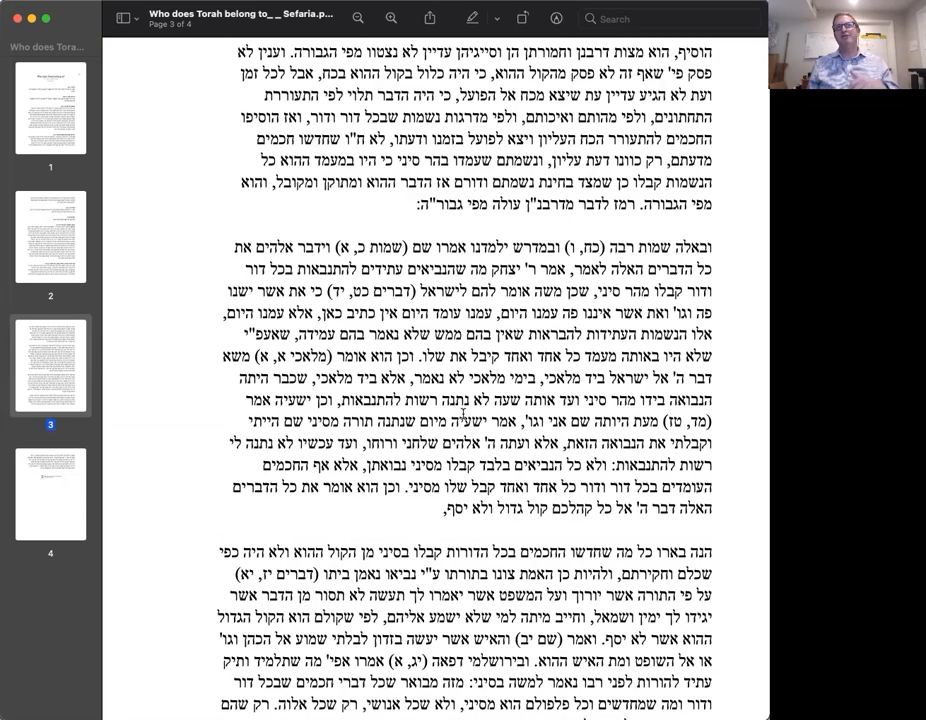 Who does Torah belong to_ _ Sefaria.p...
Page 3 of 4
Search
Who does Tora...
1
2
3
4
הוסיף, הוא מצות דרבנן וחמורתן הן וסייגיהן עדיין לא נצטוו מפי הגבורה. וענין לא
פסק פי' שאף זה לא פסק מהקול ההוא, כי היה כלול בקול ההוא בכח, אבל לכל זמן
ועת לא הגיע עדיין עת שיצא מכח אל הפועל, כי היה הדבר תלוי לפי התעוררת
התחתונים, ולפי מהותם ואיכותם, ולפי מדרגות נשמות שבכל דור ודור, ואז הוסיפו
החכמים להתעורר הכח העליון ויצא לפועל בזמנו ודעתו, לא ח"ו שחדשו חכמים
מדעתם, רק כוונו דעת עליון, ונשמתם שעמדו בהר סיני כי היו במעמד ההוא כל
הנשמות קבלו כן שמצד בחינת נשמתם ודורם אז הדבר ההוא ומתוקן ומקובל, והוא
מפי הגבורה. רמז לדבר מדרבנ"ן עולה מפי גבור"ה:
ובאלה שמות רבה (כח, ו) ובמדרש ילמדנו אמרו שם (שמות כ, א) וידבר אלהים את
כל הדברים האלה לאמר, אמר ר' יצחק מה שהנביאים עתידים להתנבאות בכל דור
ודור קבלו מהר סיני, שכן משה אומר להם לישראל (דברים כט, יד) כי את אשר ישנו
פה וגו' ואת אשר איננו פה עמנו היום, עמנו עומד היום אין כתיב כאן, אלא עמנו היום,
אלו הנשמות העתידות להבראות שאין בהם ממש שלא נאמר בהם עמידה, שאעפ"י
שלא היו באותה מעמד כל אחד ואחד קיבל את שלו. וכן הוא אומר (מלאכי א, א) משא
דבר ה' אל ישראל ביד מלאכי, בימי מלאכי לא נאמר, אלא ביד מלאכי, שכבר היתה
הנבואה בידו מהר סיני ועד אותה שעה לא נתנה רשות להתנבאות, וכן ישעיה אמר
(מד, טז) מעת היותה שם אני וגו', אמר ישעיה מיום שנתנה תורה מסיני שם הייתי
וקבלתי את הנבואה הזאת, אלא ועתה ה' אלהים שלחני ורוחו, ועד עכשיו לא נתנה לי
רשות להתנבאות: ולא כל הנביאים בלבד קבלו מסיני נבואתן, אלא אף החכמים
העומדים בכל דור ודור כל אחד ואחד קבל שלו מסיני. וכן הוא אומר את כל הדברים
האלה דבר ה' אל כל קהלכם קול גדול ולא יסף,
הנה בארו כל מה שחדשו החכמים בכל הדורות קבלו בסיני מן הקול ההוא ולא היה כפי
שכלם וחקירתם, ולהיות כן האמת צונו בתורתו ע"י נביאו נאמן ביתו (דברים יז, יא)
על פי התורה אשר יורוך ועל המשפט אשר יאמרו לך תעשה לא תסור מן הדבר אשר
יגידו לך ימין ושמאל, וחייב מיתה למי שלא ישמע אליהם, לפי שקולם הוא הקול הגדול
ההוא אשר לא יסף. ואמר (שם יב) והאיש אשר יעשה בזדון לבלתי שמוע אל הכהן וגו'
או אל השופט ומת האיש ההוא. ובירושלמי דפאה (יג, א) אמרו אפי' מה שתלמיד ותיק
עתיד להורות לפני רבו נאמר למשה בסיני: מזה מבואר שכל דברי חכמים שבכל דור
ודור ומה שמחדשים וכל פלפולם הוא מסיני, ולא שכל אנושי, רק שכל אלוה. רק שהם